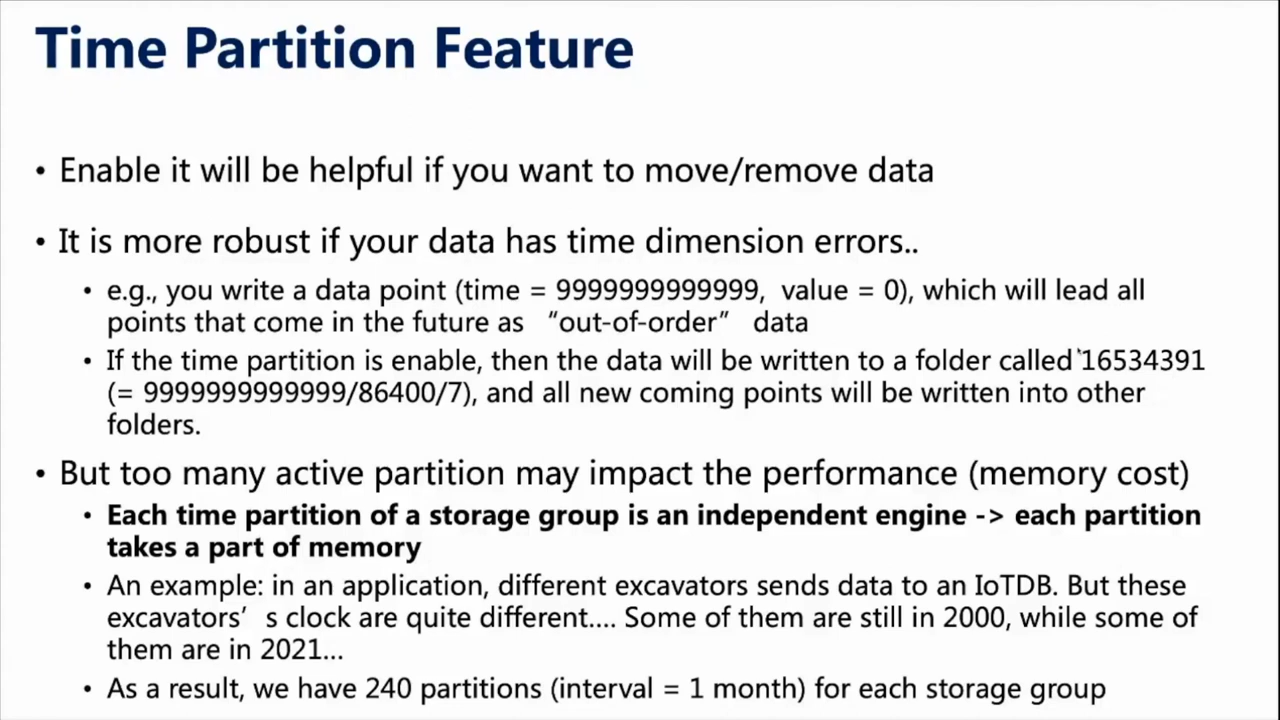 Time Partition Feature
• Enable it will be helpful if you want to move/remove data
• It is more robust if your data has time dimension errors..
• e.g., you write a data point (time = 9999999999999, value = 0), which will lead all
points that come in the future as “out-of-order” data
• If the time partition is enable, then the data will be written to a folder called`16534391
(= 9999999999999/86400/7), and all new coming points will be written into other
folders.
• But too many active partition may impact the performance (memory cost)
• Each time partition of a storage group is an independent engine -> each partition
takes a part of memory
• An example: in an application, different excavators sends data to an IoTDB. But these
excavators’ s clock are quite different.... Some of them are still in 2000, while some of
them are in 2021...
• As a result, we have 240 partitions (interval = 1 month) for each storage group